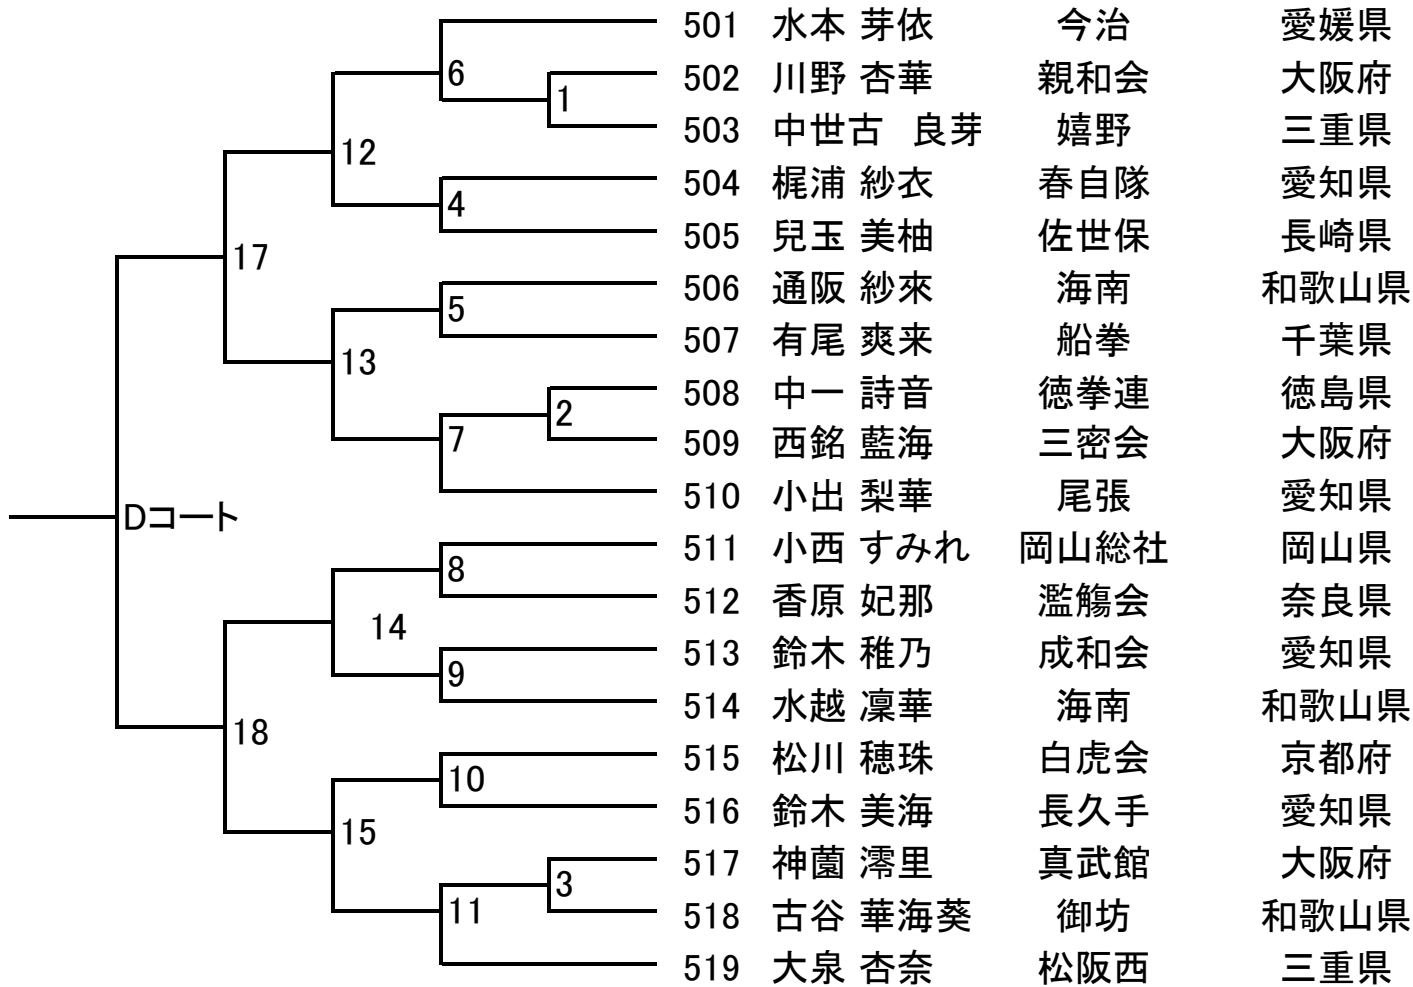 501 水本 芽依 今治 愛媛県
6
502 川野 杏華 親和会 大阪府
1
503 中世古 良芽 嬉野 三重県
12
504 梶浦 紗衣 春自隊 愛知県
4
505 兒玉 美柚 佐世保 長崎県
17
506 通阪 紗來 海南 和歌山県
5
507 有尾 爽来 船拳 千葉県
13
508 中一 詩音 徳拳連 徳島県
2
509 西銘 藍海 三密会 大阪府
7
510 小出 梨華 尾張 愛知県
Dコート
511 小西 すみれ 岡山総社 岡山県
8
512 香原 妃那 濫觴会 奈良県
14
513 鈴木 稚乃 成和会 愛知県
9
514 水越 凜華 海南 和歌山県
18
515 松川 穂珠 白虎会 京都府
10
516 鈴木 美海 長久手 愛知県
15
517 神薗 澪里 真武館 大阪府
3
518 古谷 華海葵 御坊 和歌山県
11
519 大泉 杏奈 松阪西 三重県